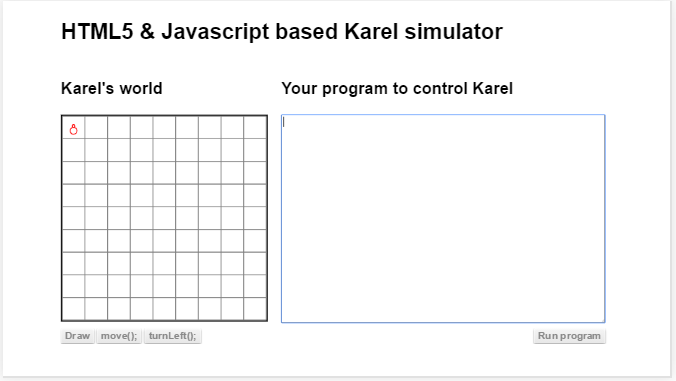 HTML5 & Javascript based Karel simulator
Karel's world
Your program to control Karel
Draw
move();
turnLeft();
Run program